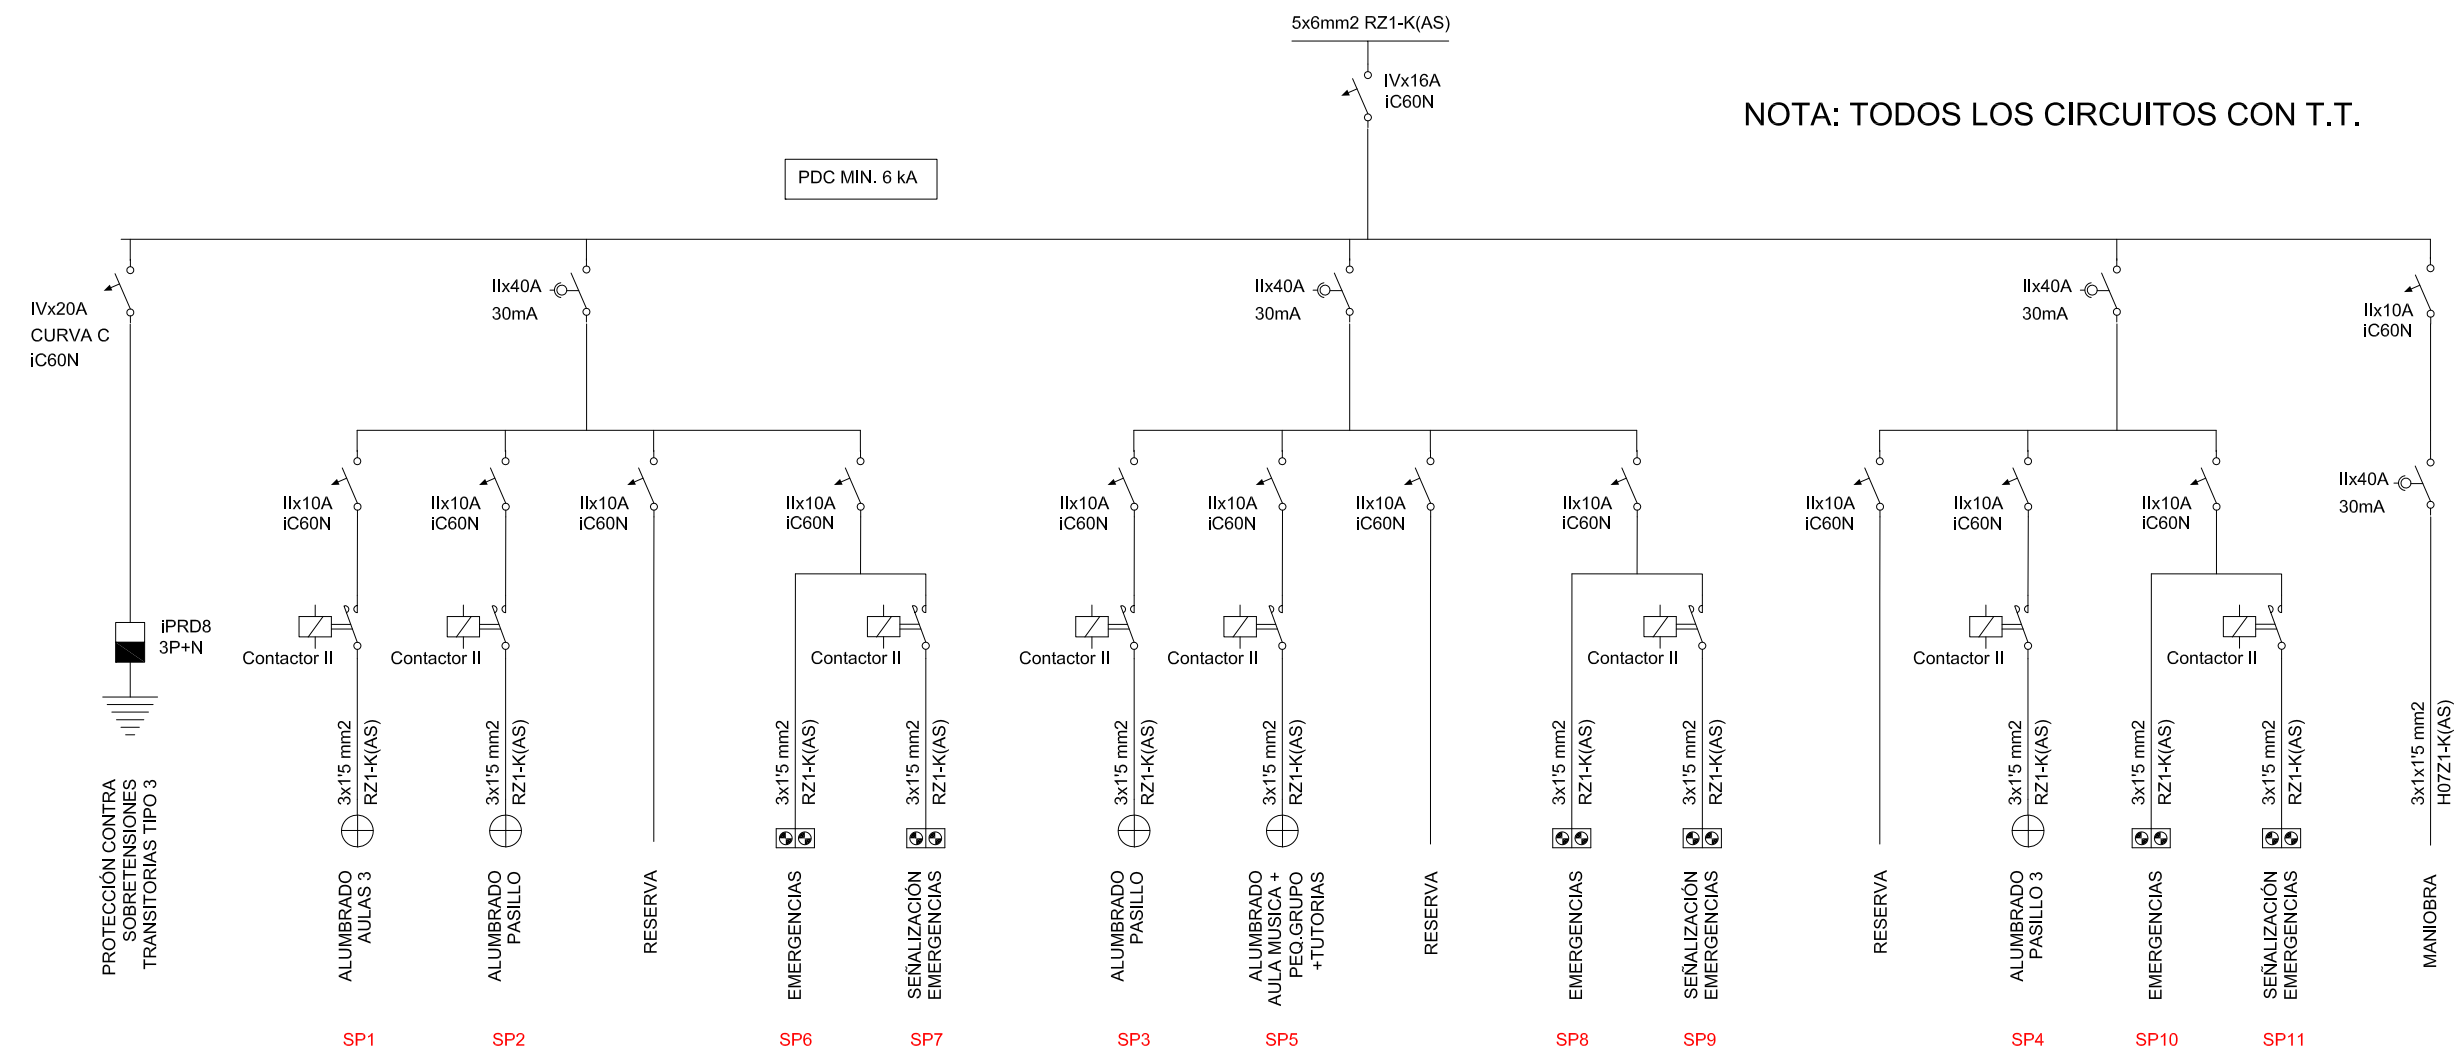 5x6mm2 RZ1-K(AS)
IVx16A
iC60N
NOTA: TODOS LOS CIRCUITOS CON T.T.
PDC MIN. 6 kA
IVx20A
CURVA C
iC60N
IIx40A
30mA
IIx40A
30mA
IIx40A
30mA
IIx10A
iC60N
IIx10A
iC60N
IIx10A
iC60N
IIx10A
iC60N
IIx10A
iC60N
IIx10A
iC60N
IIx10A
iC60N
IIx10A
iC60N
IIx10A
iC60N
IIx10A
iC60N
IIx10A
iC60N
IIx10A
iC60N
IIx40A
30mA
iPRD8
3P+N
Contactor II
Contactor II
Contactor II
Contactor II
Contactor II
Contactor II
Contactor II
Contactor II
3x1'5 mm2
RZ1-K(AS)
3x1'5 mm2
RZ1-K(AS)
3x1'5 mm2
RZ1-K(AS)
3x1'5 mm2
RZ1-K(AS)
3x1'5 mm2
RZ1-K(AS)
3x1'5 mm2
RZ1-K(AS)
3x1'5 mm2
RZ1-K(AS)
3x1'5 mm2
RZ1-K(AS)
3x1'5 mm2
RZ1-K(AS)
3x1'5 mm2
RZ1-K(AS)
3x1'5 mm2
RZ1-K(AS)
3x1x1'5 mm2
H07Z1-K(AS)
PROTECCIÓN CONTRA
SOBRETENSIONES
TRANSITORIAS TIPO 3
ALUMBRADO
AULAS 3
ALUMBRADO
PASILLO
RESERVA
EMERGENCIAS
SEÑALIZACIÓN
EMERGENCIAS
ALUMBRADO
PASILLO
ALUMBRADO
AULA MUSICA +
PEQ.GRUPO
+TUTORIAS
RESERVA
EMERGENCIAS
SEÑALIZACIÓN
EMERGENCIAS
RESERVA
ALUMBRADO
PASILLO 3
EMERGENCIAS
SEÑALIZACIÓN
EMERGENCIAS
MANIOBRA
SP1
SP2
SP6
SP7
SP3
SP5
SP8
SP9
SP4
SP10
SP11